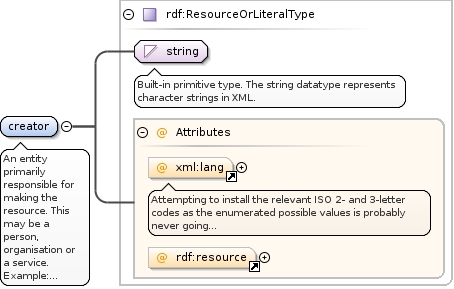 rdf:ResourceOrLiteralType
string
Built-in primitive type. The string datatype represents
character strings in XML.
creator
An entity
primarily
responsible for
making the
resource. This
may be a
person,
organisation or
a service.
Example:...
@ Attributes
@ xml:lang
Attempting to install the relevant ISO 2- and 3-letter
codes as the enumerated possible values is probably
never going...
@ rdf:resource